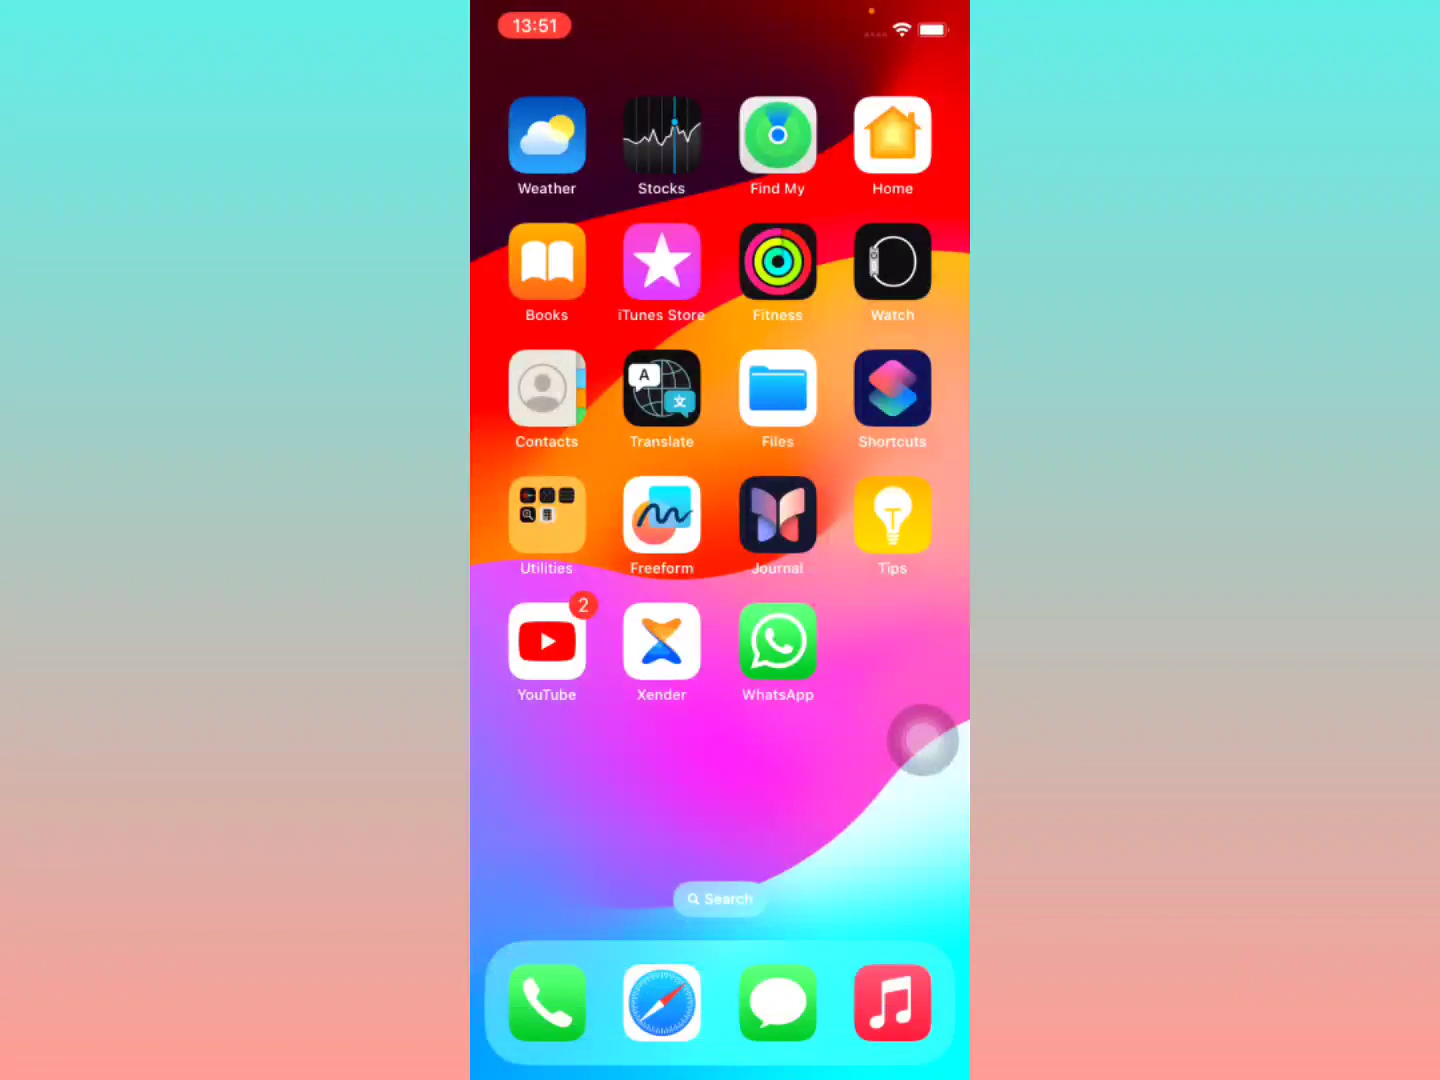 13:51
Weather Stocks Find My Home
Books iTunes Store Fitness Watch
A
文
Contacts Translate Files Shortcuts
Utilities Freeform Journal Tips
2
YouTube Xender WhatsApp
Search